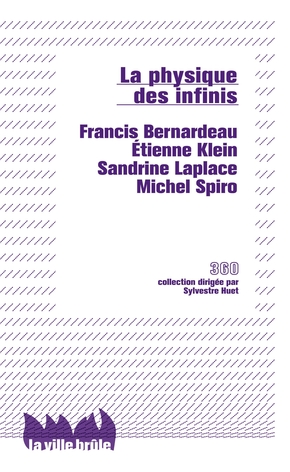 La physique
des infinis
Francis Bernardeau
Étienne Klein
Sandrine Laplace
Michel Spiro
360
collection dirigée par
Sylvestre Huet
la ville brûle